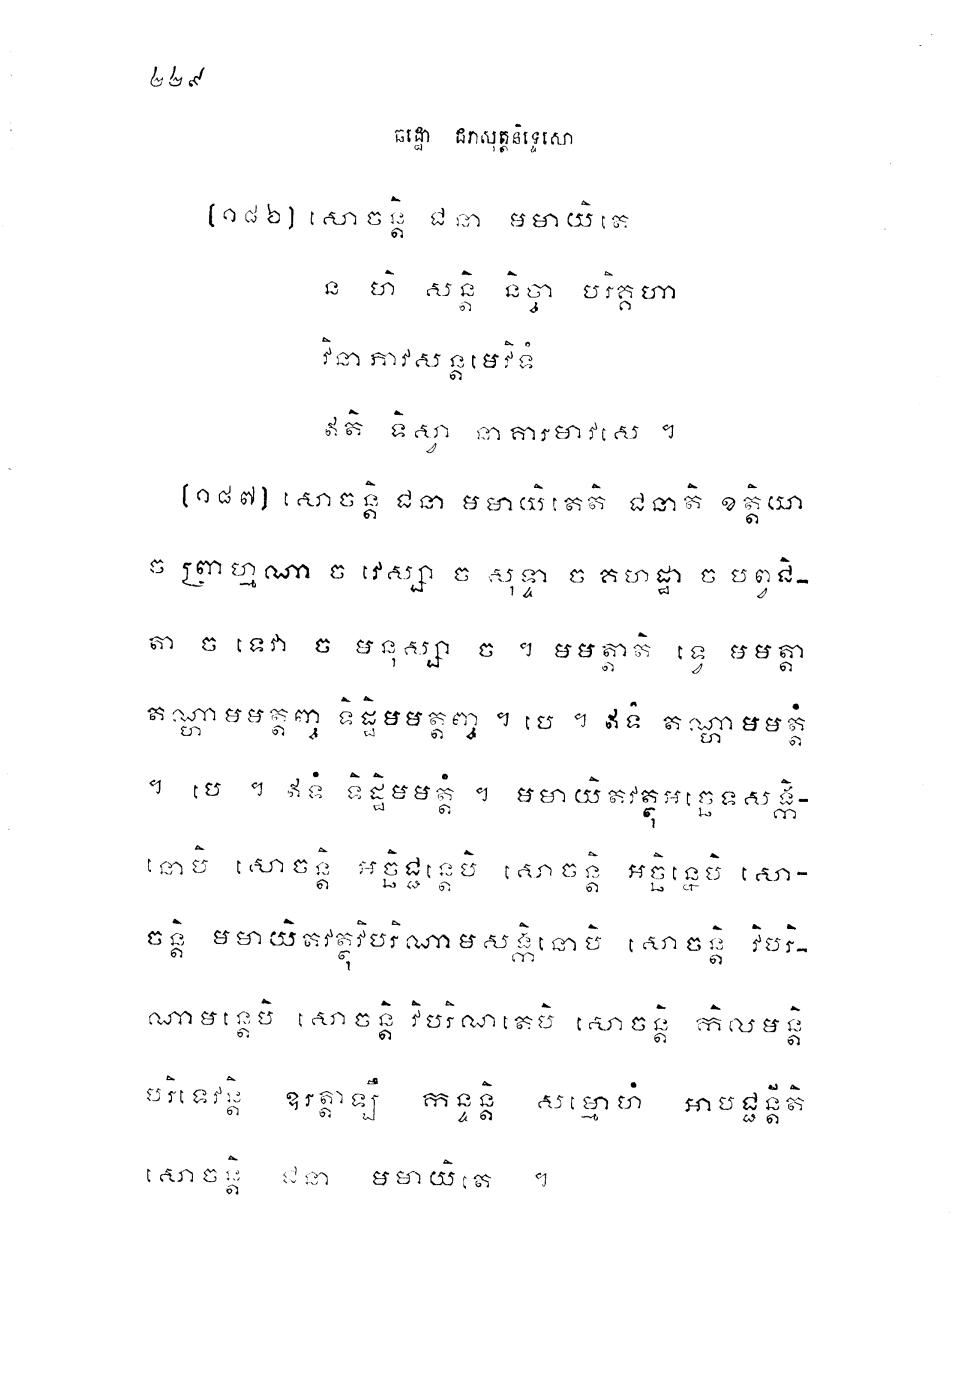 ២២៩
ឆដ្ឋោ ជរាសុត្តនិទ្ទេសោ
(១៨៦) សោចន្តិ ជនា មមាយិតេ
ន ហិ សន្តិ និច្ចា បរិគ្គហា
វិនាភាវសន្តមេវិទំ
ឥតិ ទិស្វា នាគារមាវសេ ។
(១៨៧) សោចន្តិ ជនា មមាយិតេតិ ជនាតិ ខត្តិយា
ច ព្រាហ្មណា ច វេស្សា ច សុទ្ទា ច គហដ្ឋា ច បព្វជិ-
តា ច ទេវា ច មនុស្សា ច ។ មមត្តាតិ ទ្វេ មមត្តា
តណ្ហាមមត្តញ្ច ទិដ្ឋិមមត្តញ្ច ។ បេ ។ ឥទំ តណ្ហាមមត្តំ
។ បេ ។ ឥទំ ទិដ្ឋិមមត្តំ ។ មមាយិតវត្ថុអច្ឆេទសង្កិ-
នោបិ សោចន្តិ អច្ឆិជ្ជន្តេបិ សោចន្តិ អច្ឆិន្នេបិ សោ-
ចន្តិ មមាយិតវត្ថុវិបរិណាមសង្កិនោបិ សោចន្តិ វិបរិ-
ណាមន្តេបិ សោចន្តិ វិបរិណតេបិ សោចន្តិ កិលមន្តិ
បរិទេវន្តិ ឧរត្តាឡឹ កន្ទន្តិ សម្មោហំ អាបជ្ជន្តីតិ
សោចន្តិ ជនា មមាយិតេ ។